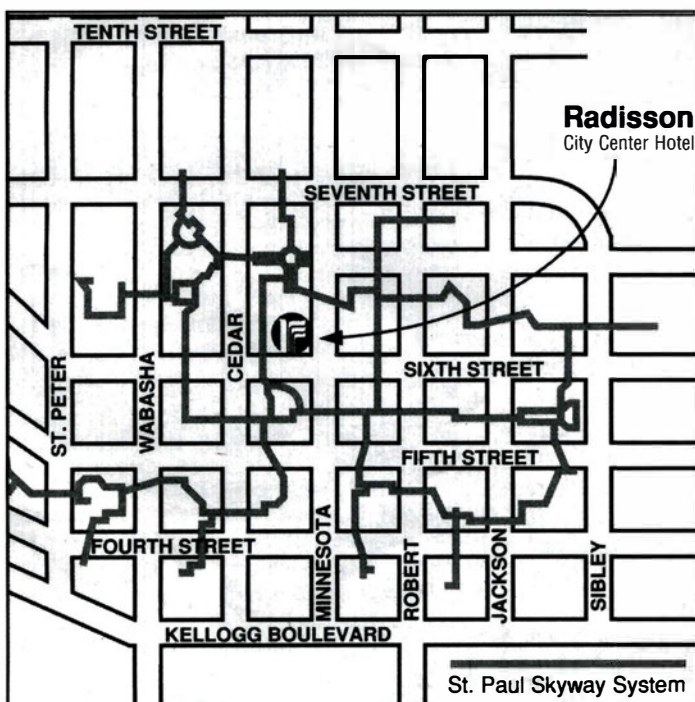 TENTH STREET
Radisson
City Center Hotel
SEVENTH STREET
ST. PETER
WABASHA
CEDAR
SIXTH STREET
FIFTH STREET
FOURTH STREET
MINNESOTA
ROBERT
JACKSON
SIBLEY
KELLOGG BOULEVARD
St. Paul Skyway System